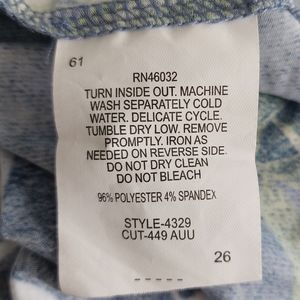 61
RN46032
TURN INSIDE OUT. MACHINE
WASH SEPARATELY COLD
WATER. DELICATE CYCLE.
TUMBLE DRY LOW. REMOVE
PROMPTLY. IRON AS
NEEDED ON REVERSE SIDE.
DO NOT DRY CLEAN
DO NOT BLEACH
96% POLYESTER 4% SPANDEX
STYLE-4329
CUT-449 AUU
26
-----